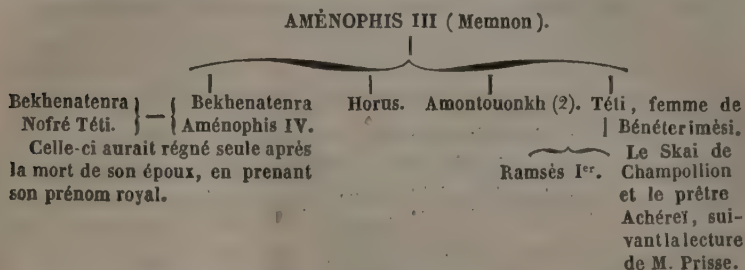 AMÉNOPHIS III (Memnon).
Bekhenatenra
Nofré Téti.
Celle-ci aurait régné seule après
la mort de son époux, en prenant
son prénom royal.
Bekhenatenra
Aménophis IV.
Horus.
Amontouonkh (2).
Téti, femme de
Bénéterimèsi.
Ramsès Iᵉʳ.
Le Skai de
Champollion
et le prêtre
Achéreï, sui-
vant la lecture
de M. Prisse.